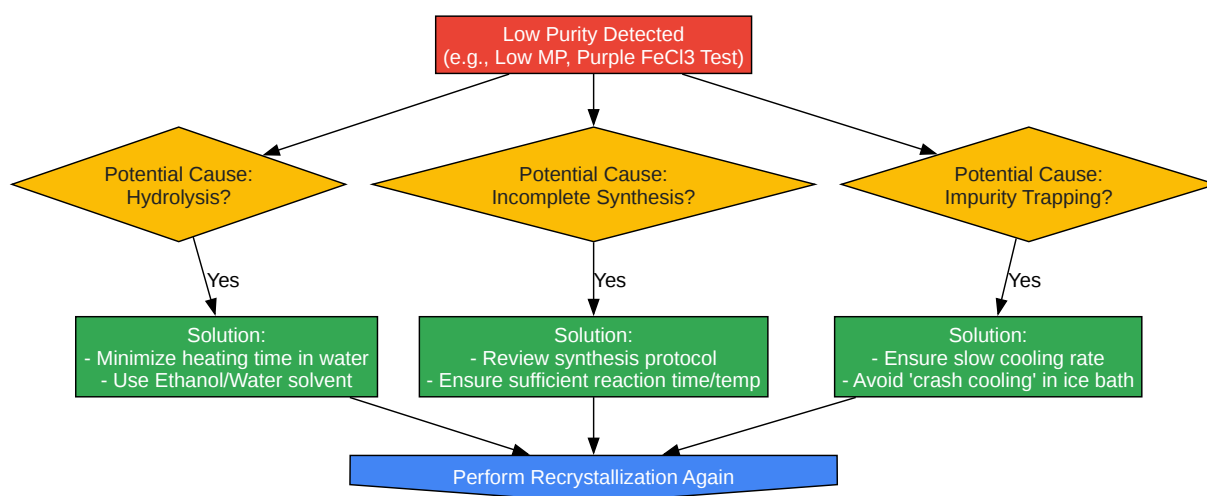 Low Purity Detected
(e.g., Low MP, Purple FeCl3 Test)
Potential Cause:
Hydrolysis?
Potential Cause:
Incomplete Synthesis?
Potential Cause:
Impurity Trapping?
Yes
Yes
Yes
Solution:
- Minimize heating time in water
- Use Ethanol/Water solvent
Solution:
- Review synthesis protocol
- Ensure sufficient reaction time/temp
Solution:
- Ensure slow cooling rate
- Avoid 'crash cooling' in ice bath
Perform Recrystallization Again